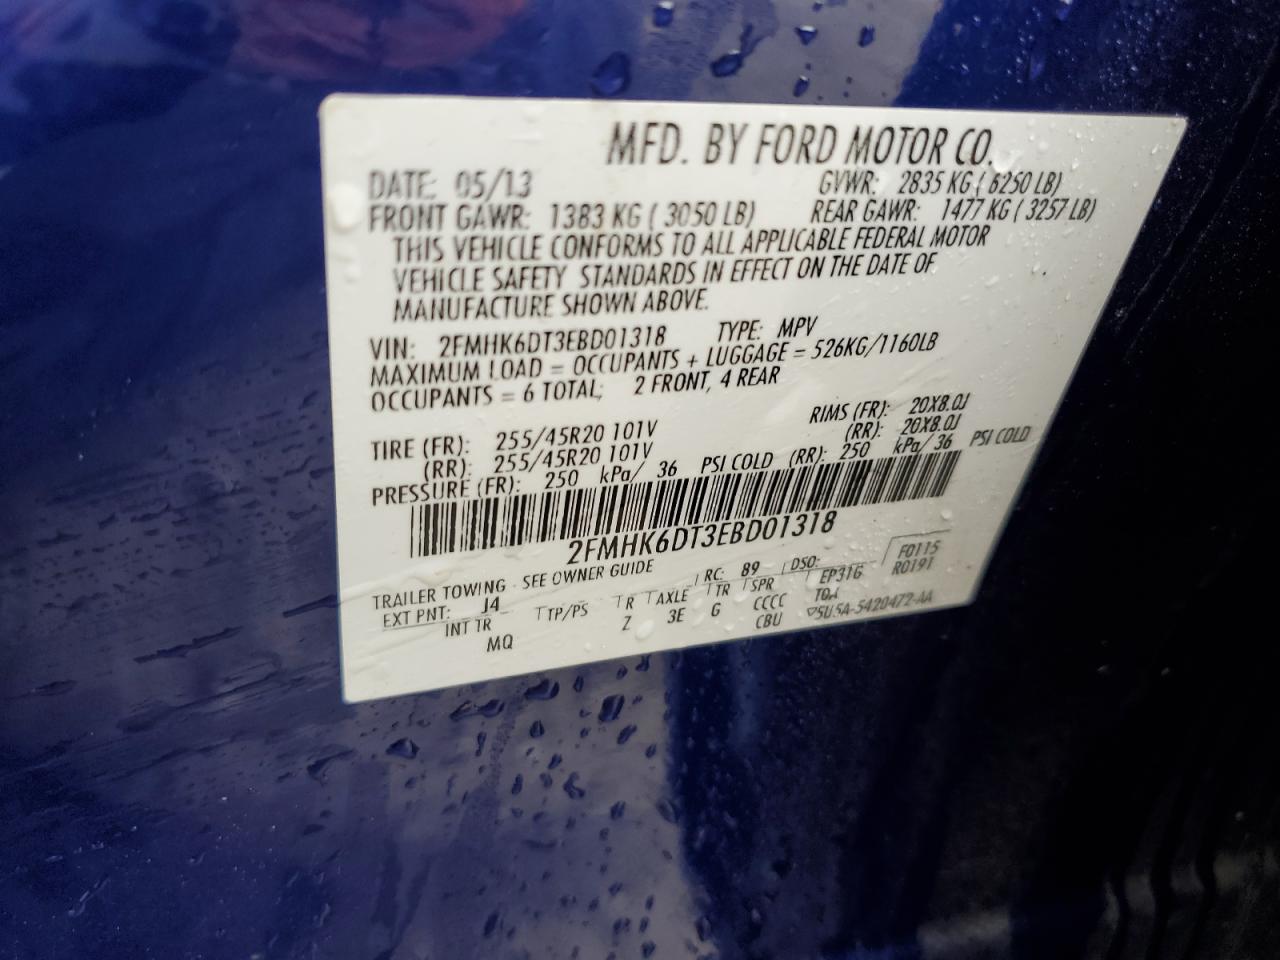 MFD. BY FORD MOTOR CO.
DATE: 05/13 GVWR: 2835 KG ( 6250 LB)
FRONT GAWR: 1383 KG ( 3050 LB) REAR GAWR: 1477 KG ( 3257 LB)
THIS VEHICLE CONFORMS TO ALL APPLICABLE FEDERAL MOTOR
VEHICLE SAFETY STANDARDS IN EFFECT ON THE DATE OF
MANUFACTURE SHOWN ABOVE.
VIN: 2FMHK6DT3EBD01318 TYPE: MPV
MAXIMUM LOAD = OCCUPANTS + LUGGAGE = 526KG/1160LB
OCCUPANTS = 6 TOTAL; 2 FRONT, 4 REAR
TIRE (FR): 255/45R20 101V RIMS (FR): 20X8.0J
(RR): 255/45R20 101V (RR): 20X8.0J
PRESSURE (FR): 250 kPa/ 36 PSI COLD (RR): 250 kPa/ 36 PSI COLD
2FMHK6DT3EBD01318
TRAILER TOWING - SEE OWNER GUIDE
EXT PNT: J4 RC: 89 DSO: F0115
R0191
INT TR TP/PS R AXLE TR SPR EP31G
MQ Z 3E G CCCC
CBU 5U5A-5420472-AA